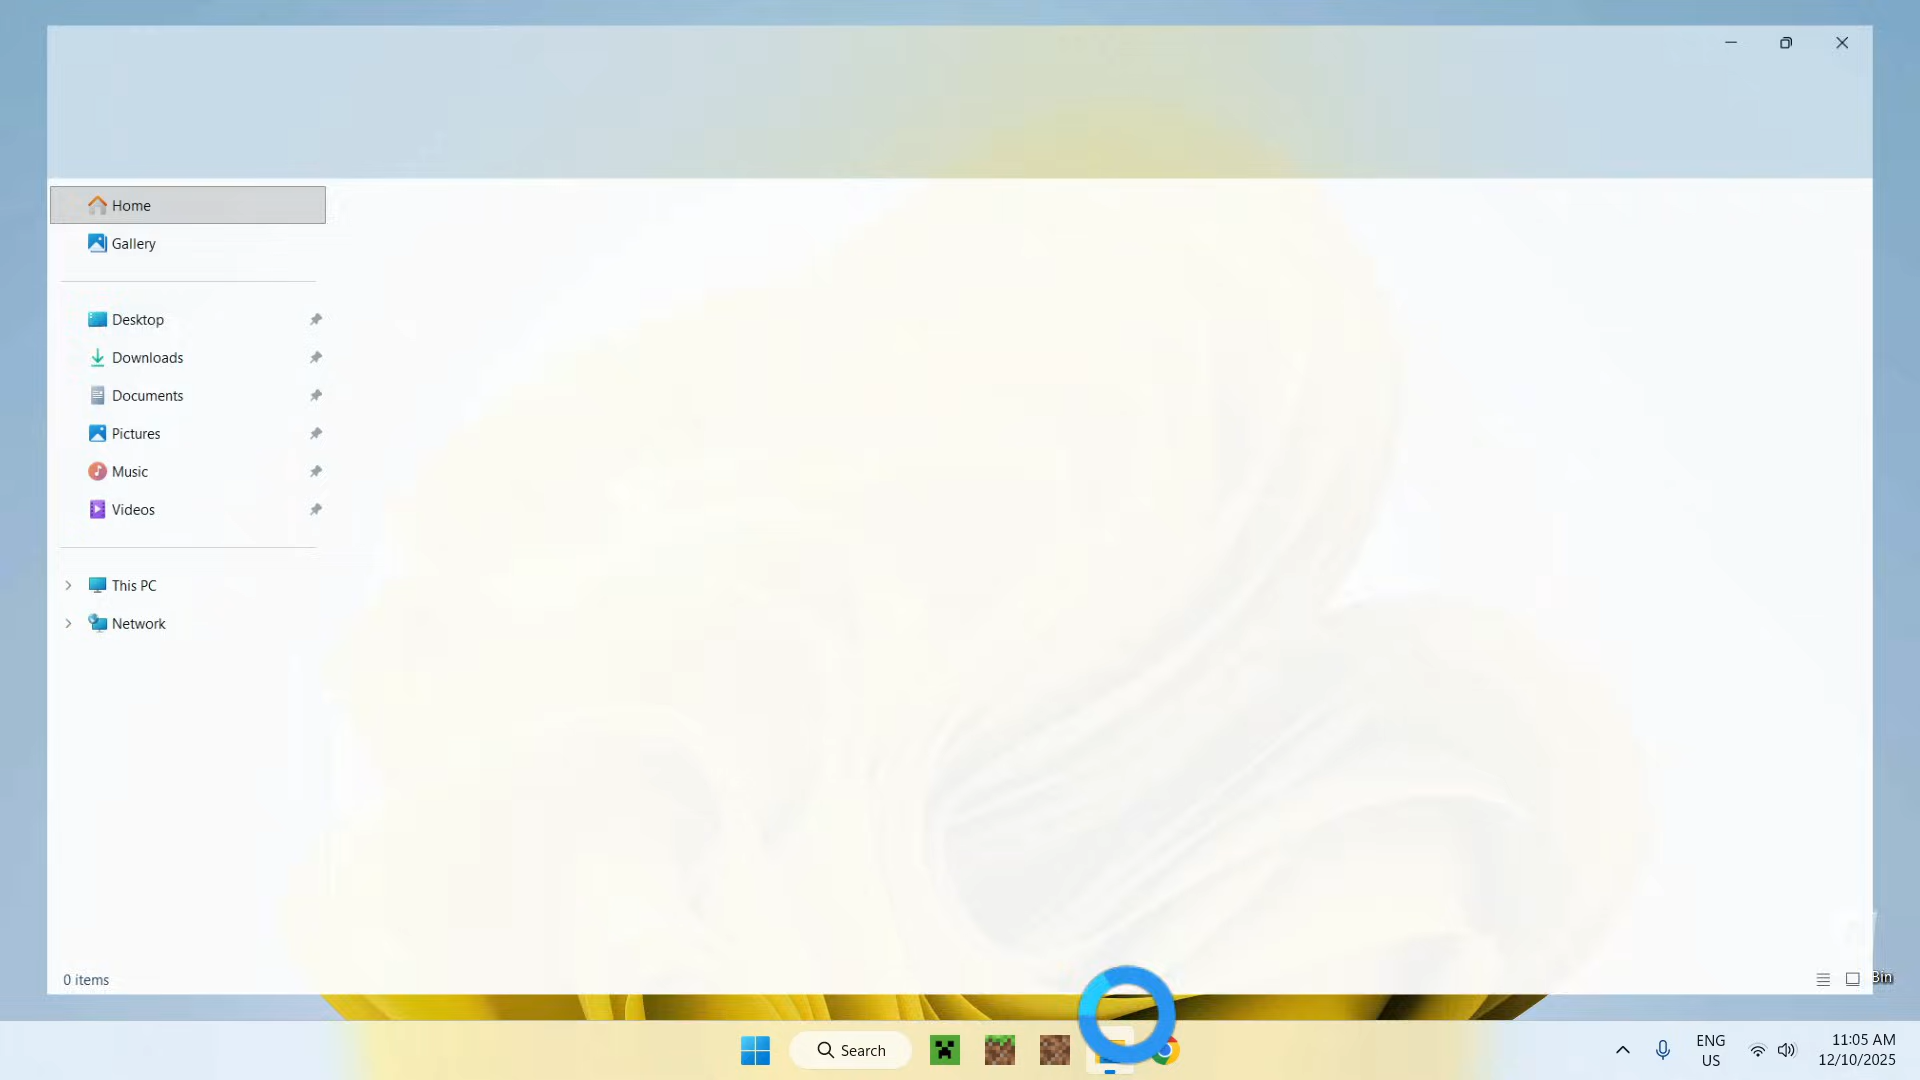 Home
Gallery
Desktop
Downloads
Documents
Pictures
Music
Videos
This PC
Network
0 items
Bin
Search
ENG
US
11:05 AM
12/10/2025